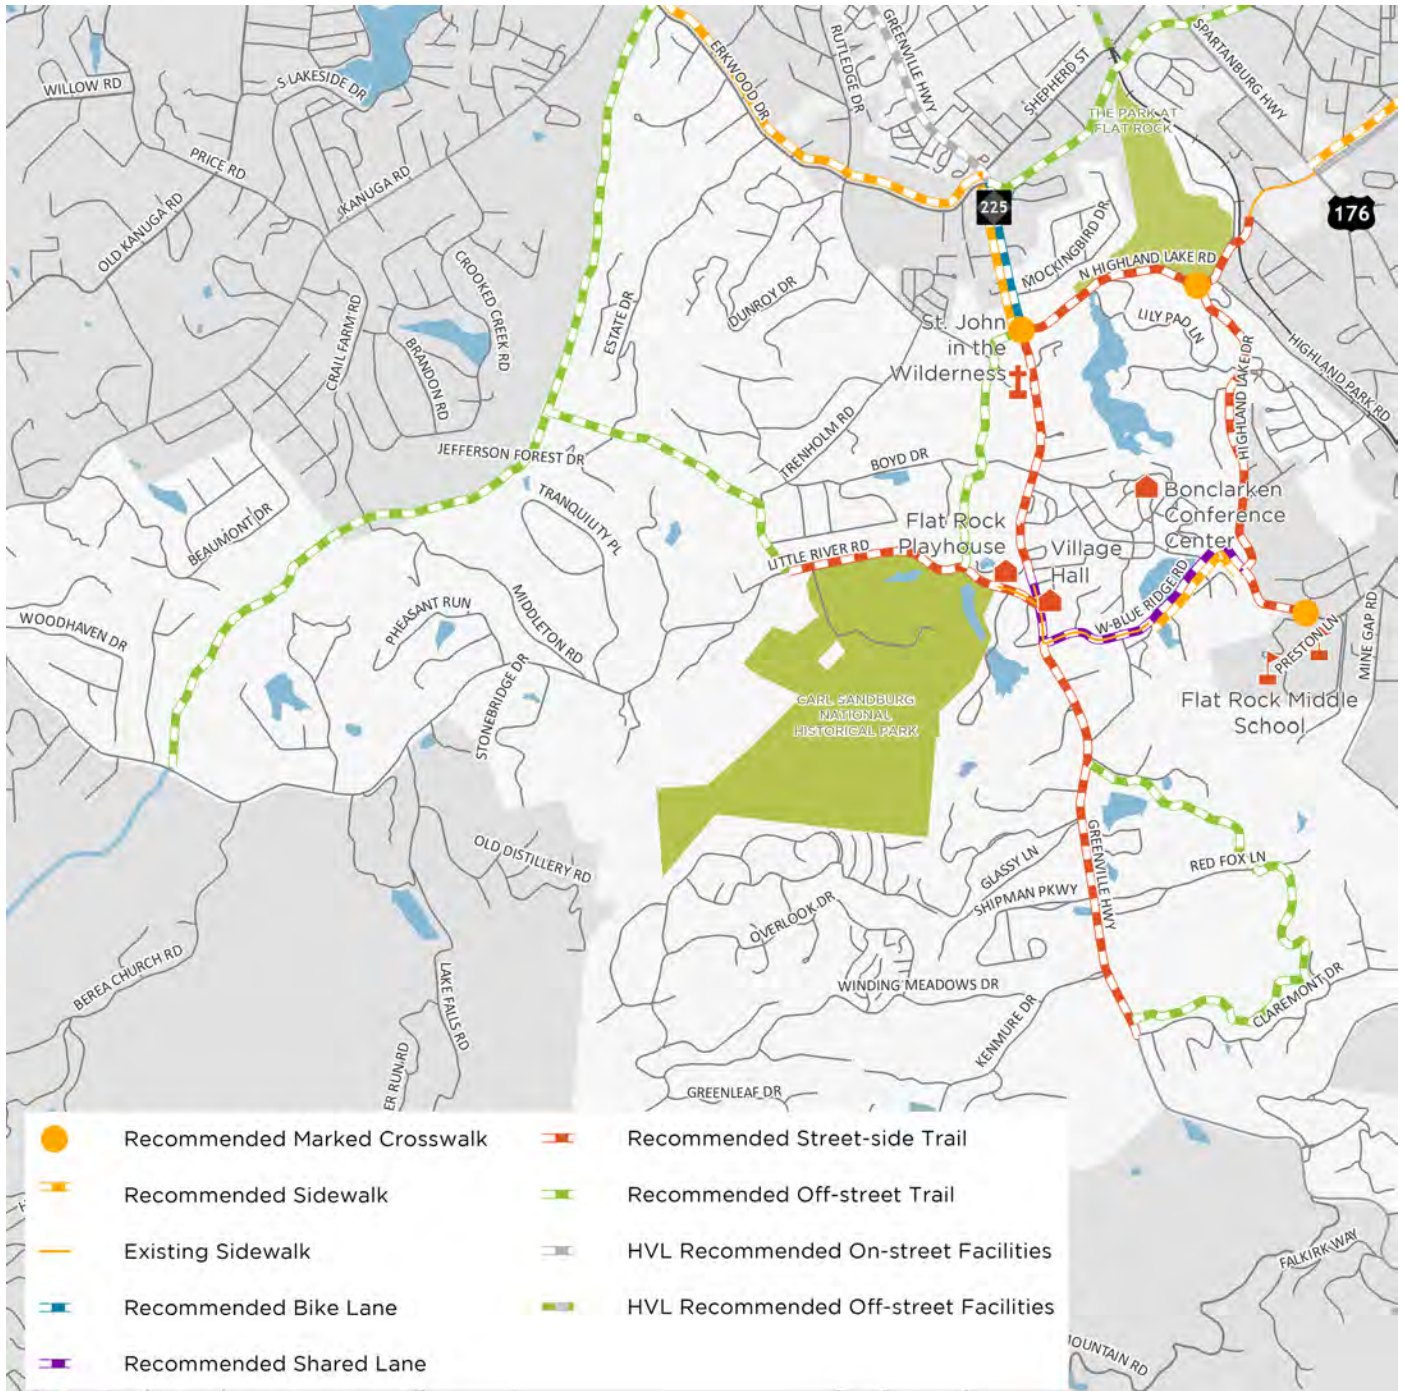 WILLOW RD
S LAKESIDE DR
ERKWOOD DR
RUTLEDGE DR
GREENVILLE HWY
SHEPHERD ST
SPARTANBURG HWY
THE PARK AT
FLAT ROCK
PRICE RD
KANUGA RD
OLD KANUGA RD
225
176
MOCKINGBIRD DR
N HIGHLAND LAKE RD
CROOKED CREEK RD
CRAIL FARM RD
BRANDON RD
ESTATE DR
DUNROY DR
St. John
in the
Wilderness
LILY PAD LN
HIGHLAND LAKE DR
HIGHLAND PARK RD
TRENHOLM RD
BOYD DR
JEFFERSON FOREST DR
TRANQUILITY PL
BEAUMONT DR
Bonclarken
Conference
Center
Flat Rock
Playhouse
Village
Hall
LITTLE RIVER RD
W BLUE RIDGE RD
WOODHAVEN DR
PHEASANT RUN
MIDDLETON RD
STONEBRIDGE DR
PRESTON LN
MINE GAP RD
Flat Rock Middle
School
CARL SANDBURG
NATIONAL
HISTORICAL PARK
OLD DISTILLERY RD
GLASSY LN
SHIPMAN PKWY
GREENVILLE HWY
RED FOX LN
OVERLOOK DR
WINDING MEADOWS DR
KENMURE DR
CLAREMONT DR
BEREA CHURCH RD
LAKE FALLS RD
ER RUN RD
GREENLEAF DR
FALKIRK WAY
MOUNTAIN RD
Recommended Marked Crosswalk
Recommended Sidewalk
Existing Sidewalk
Recommended Bike Lane
Recommended Shared Lane
Recommended Street-side Trail
Recommended Off-street Trail
HVL Recommended On-street Facilities
HVL Recommended Off-street Facilities